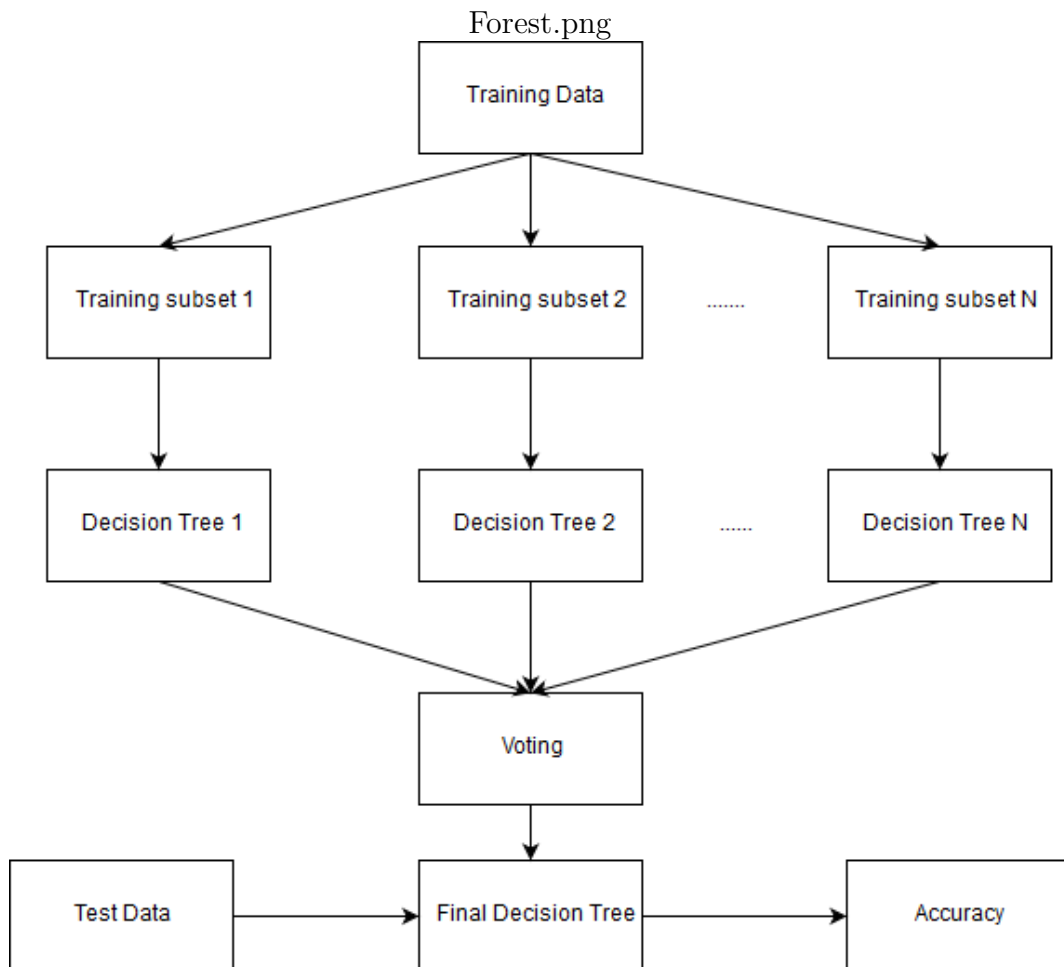 Forest.png
Training Data
Training subset 1
Training subset 2
.......
Training subset N
Decision Tree 1
Decision Tree 2
......
Decision Tree N
Voting
Test Data
Final Decision Tree
Accuracy